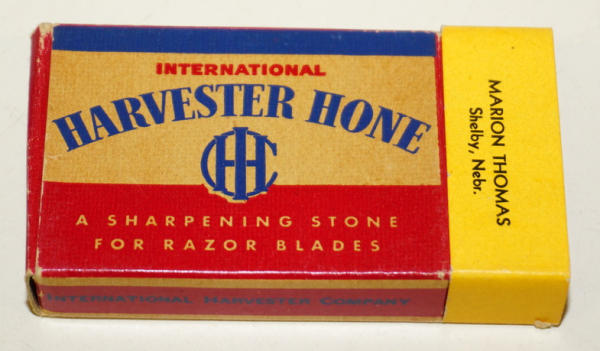 INTERNATIONAL
HARVESTER HONE
IHC
A SHARPENING STONE
FOR RAZOR BLADES
INTERNATIONAL HARVESTER COMPANY
MARION THOMAS
Shelby, Nebr.